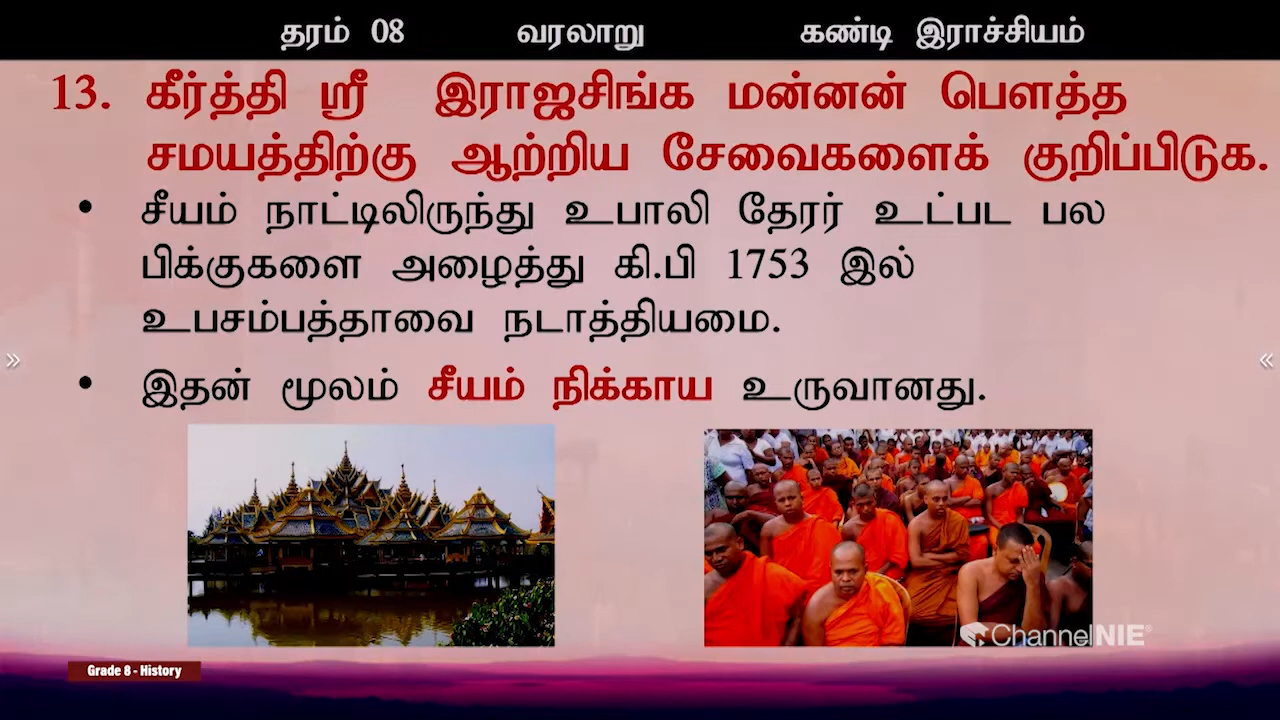 தரம் 08 வரலாறு கண்டி இராச்சியம்
13. கீர்த்தி ஸ்ரீ இராஜசிங்க மன்னன் பௌத்த
சமயத்திற்கு ஆற்றிய சேவைகளைக் குறிப்பிடுக.
• சீயம் நாட்டிலிருந்து உபாலி தேரர் உட்பட பல
பிக்குகளை அழைத்து கி.பி 1753 இல்
உபசம்பத்தாவை நடாத்தியமை.
• இதன் மூலம் சீயம் நிக்காய உருவானது.
ChannelNIE®
Grade 8 - History